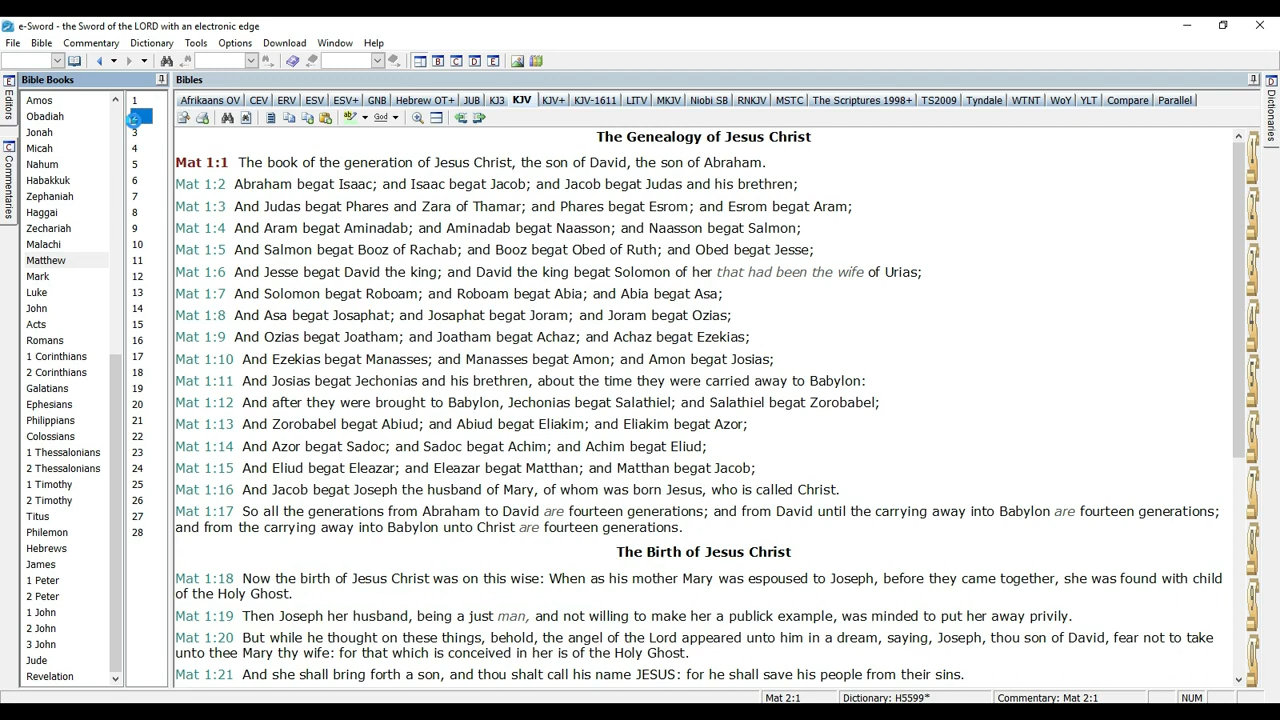 e-Sword - the Sword of the LORD with an electronic edge
File Bible Commentary Dictionary Tools Options Download Window Help
B C D E
Bible Books
Bibles
E Editors
C Commentaries
D Dictionaries
Amos
Obadiah
Jonah
Micah
Nahum
Habakkuk
Zephaniah
Haggai
Zechariah
Malachi
Matthew
Mark
Luke
John
Acts
Romans
1 Corinthians
2 Corinthians
Galatians
Ephesians
Philippians
Colossians
1 Thessalonians
2 Thessalonians
1 Timothy
2 Timothy
Titus
Philemon
Hebrews
James
1 Peter
2 Peter
1 John
2 John
3 John
Jude
Revelation
1
2
3
4
5
6
7
8
9
10
11
12
13
14
15
16
17
18
19
20
21
22
23
24
25
26
27
28
Afrikaans OV CEV ERV ESV ESV+ GNB Hebrew OT+ JUB KJ3 KJV KJV+ KJV-1611 LITV MKJV Niobi SB RNKJV MSTC The Scriptures 1998+ TS2009 Tyndale WTNT WoY YLT Compare Parallel
God
The Genealogy of Jesus Christ
Mat 1:1 The book of the generation of Jesus Christ, the son of David, the son of Abraham.
Mat 1:2 Abraham begat Isaac; and Isaac begat Jacob; and Jacob begat Judas and his brethren;
Mat 1:3 And Judas begat Phares and Zara of Thamar; and Phares begat Esrom; and Esrom begat Aram;
Mat 1:4 And Aram begat Aminadab; and Aminadab begat Naasson; and Naasson begat Salmon;
Mat 1:5 And Salmon begat Booz of Rachab; and Booz begat Obed of Ruth; and Obed begat Jesse;
Mat 1:6 And Jesse begat David the king; and David the king begat Solomon of her that had been the wife of Urias;
Mat 1:7 And Solomon begat Roboam; and Roboam begat Abia; and Abia begat Asa;
Mat 1:8 And Asa begat Josaphat; and Josaphat begat Joram; and Joram begat Ozias;
Mat 1:9 And Ozias begat Joatham; and Joatham begat Achaz; and Achaz begat Ezekias;
Mat 1:10 And Ezekias begat Manasses; and Manasses begat Amon; and Amon begat Josias;
Mat 1:11 And Josias begat Jechonias and his brethren, about the time they were carried away to Babylon:
Mat 1:12 And after they were brought to Babylon, Jechonias begat Salathiel; and Salathiel begat Zorobabel;
Mat 1:13 And Zorobabel begat Abiud; and Abiud begat Eliakim; and Eliakim begat Azor;
Mat 1:14 And Azor begat Sadoc; and Sadoc begat Achim; and Achim begat Eliud;
Mat 1:15 And Eliud begat Eleazar; and Eleazar begat Matthan; and Matthan begat Jacob;
Mat 1:16 And Jacob begat Joseph the husband of Mary, of whom was born Jesus, who is called Christ.
Mat 1:17 So all the generations from Abraham to David are fourteen generations; and from David until the carrying away into Babylon are fourteen generations;
and from the carrying away into Babylon unto Christ are fourteen generations.
The Birth of Jesus Christ
Mat 1:18 Now the birth of Jesus Christ was on this wise: When as his mother Mary was espoused to Joseph, before they came together, she was found with child
of the Holy Ghost.
Mat 1:19 Then Joseph her husband, being a just man, and not willing to make her a publick example, was minded to put her away privily.
Mat 1:20 But while he thought on these things, behold, the angel of the Lord appeared unto him in a dream, saying, Joseph, thou son of David, fear not to take
unto thee Mary thy wife: for that which is conceived in her is of the Holy Ghost.
Mat 1:21 And she shall bring forth a son, and thou shalt call his name JESUS: for he shall save his people from their sins.
1
2
3
4
5
6
7
8
9
Mat 2:1 Dictionary: H5599* Commentary: Mat 2:1 NUM